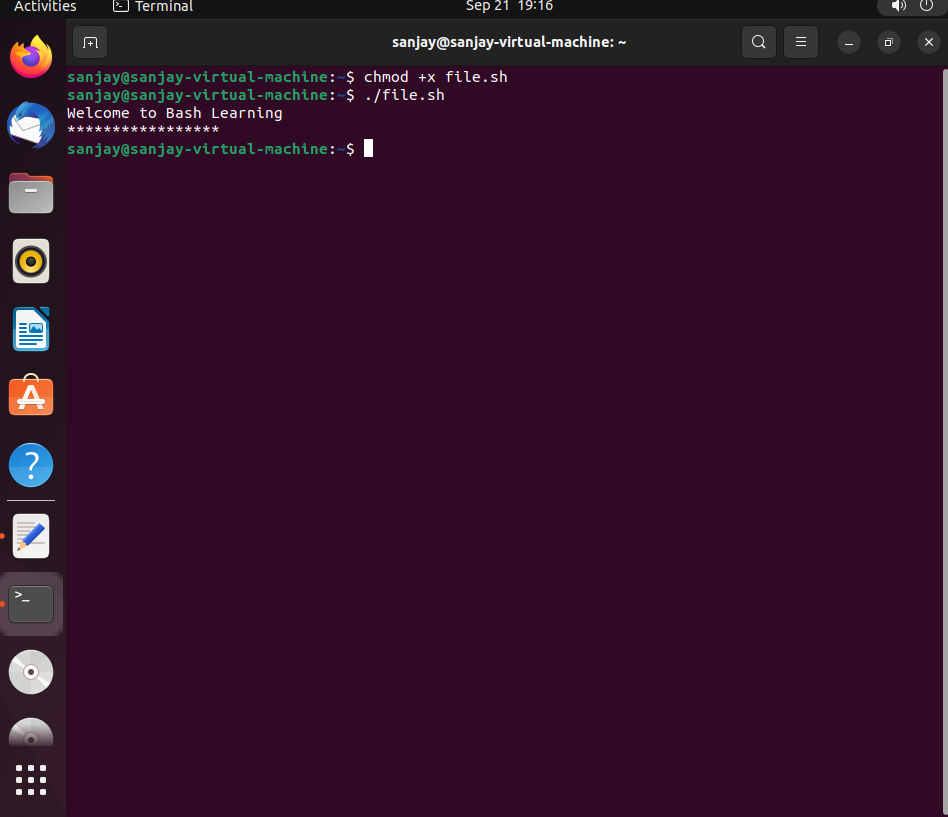 Activities
Terminal
Sep 21 19:16
sanjay@sanjay-virtual-machine: ~
sanjay@sanjay-virtual-machine:~$ chmod +x file.sh
sanjay@sanjay-virtual-machine:~$ ./file.sh
Welcome to Bash Learning
*****************
sanjay@sanjay-virtual-machine:~$